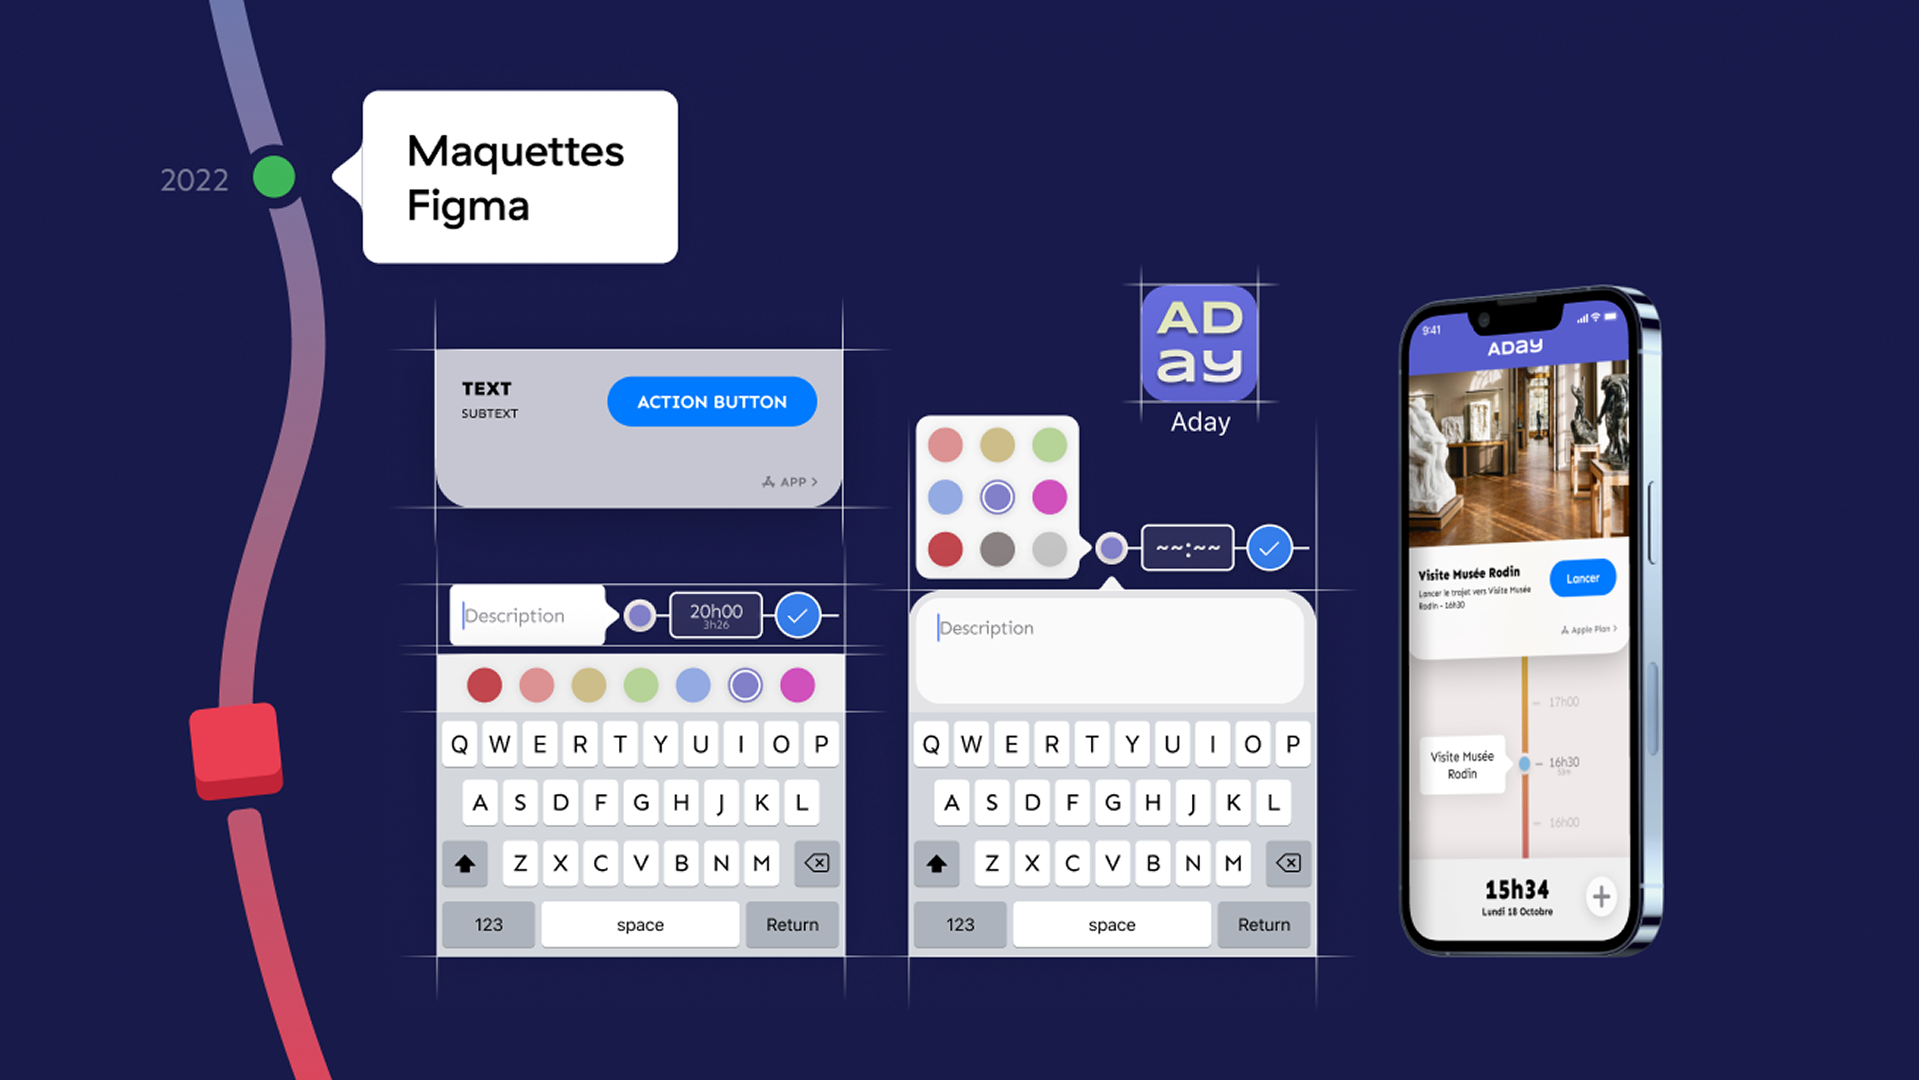 2022
Maquettes
Figma
TEXT
SUBTEXT
ACTION BUTTON
APP >
Description
20h00
3h26
Q W E R T Y U I O P
A S D F G H J K L
Z X C V B N M
123 space Return
AD
ay
Aday
~~:~~
Description
Q W E R T Y U I O P
A S D F G H J K L
Z X C V B N M
123 space Return
9:41
ADay
Visite Musée Rodin
Lancer le trajet vers Visite Musée
Rodin - 16h30
Lancer
Apple Plan >
17h00
Visite Musée
Rodin
16h30
16h00
15h34
Lundi 18 Octobre